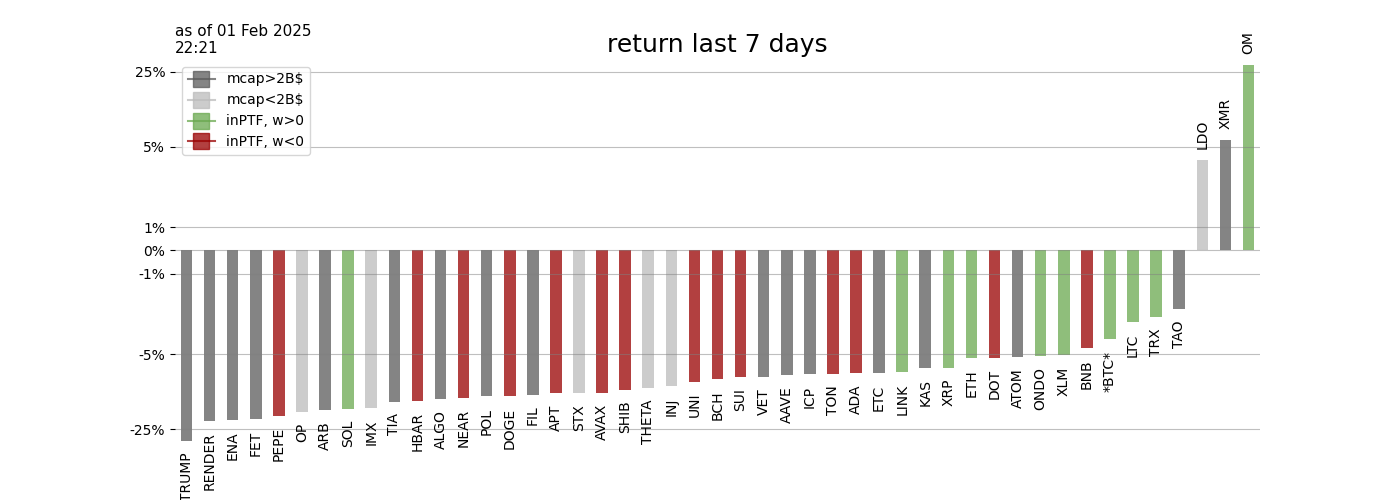 as of 01 Feb 2025
22:21
return last 7 days
mcap>2B$
mcap<2B$
inPTF, w>0
inPTF, w<0
25%
5%
1%
0%
-1%
-5%
-25%
TRUMP
RENDER
ENA
FET
PEPE
OP
ARB
SOL
IMX
TIA
HBAR
ALGO
NEAR
POL
DOGE
FIL
APT
STX
AVAX
SHIB
THETA
INJ
UNI
BCH
SUI
VET
AAVE
ICP
TON
ADA
ETC
LINK
KAS
XRP
ETH
DOT
ATOM
ONDO
XLM
BNB
*BTC*
LTC
TRX
TAO
LDO
XMR
OM